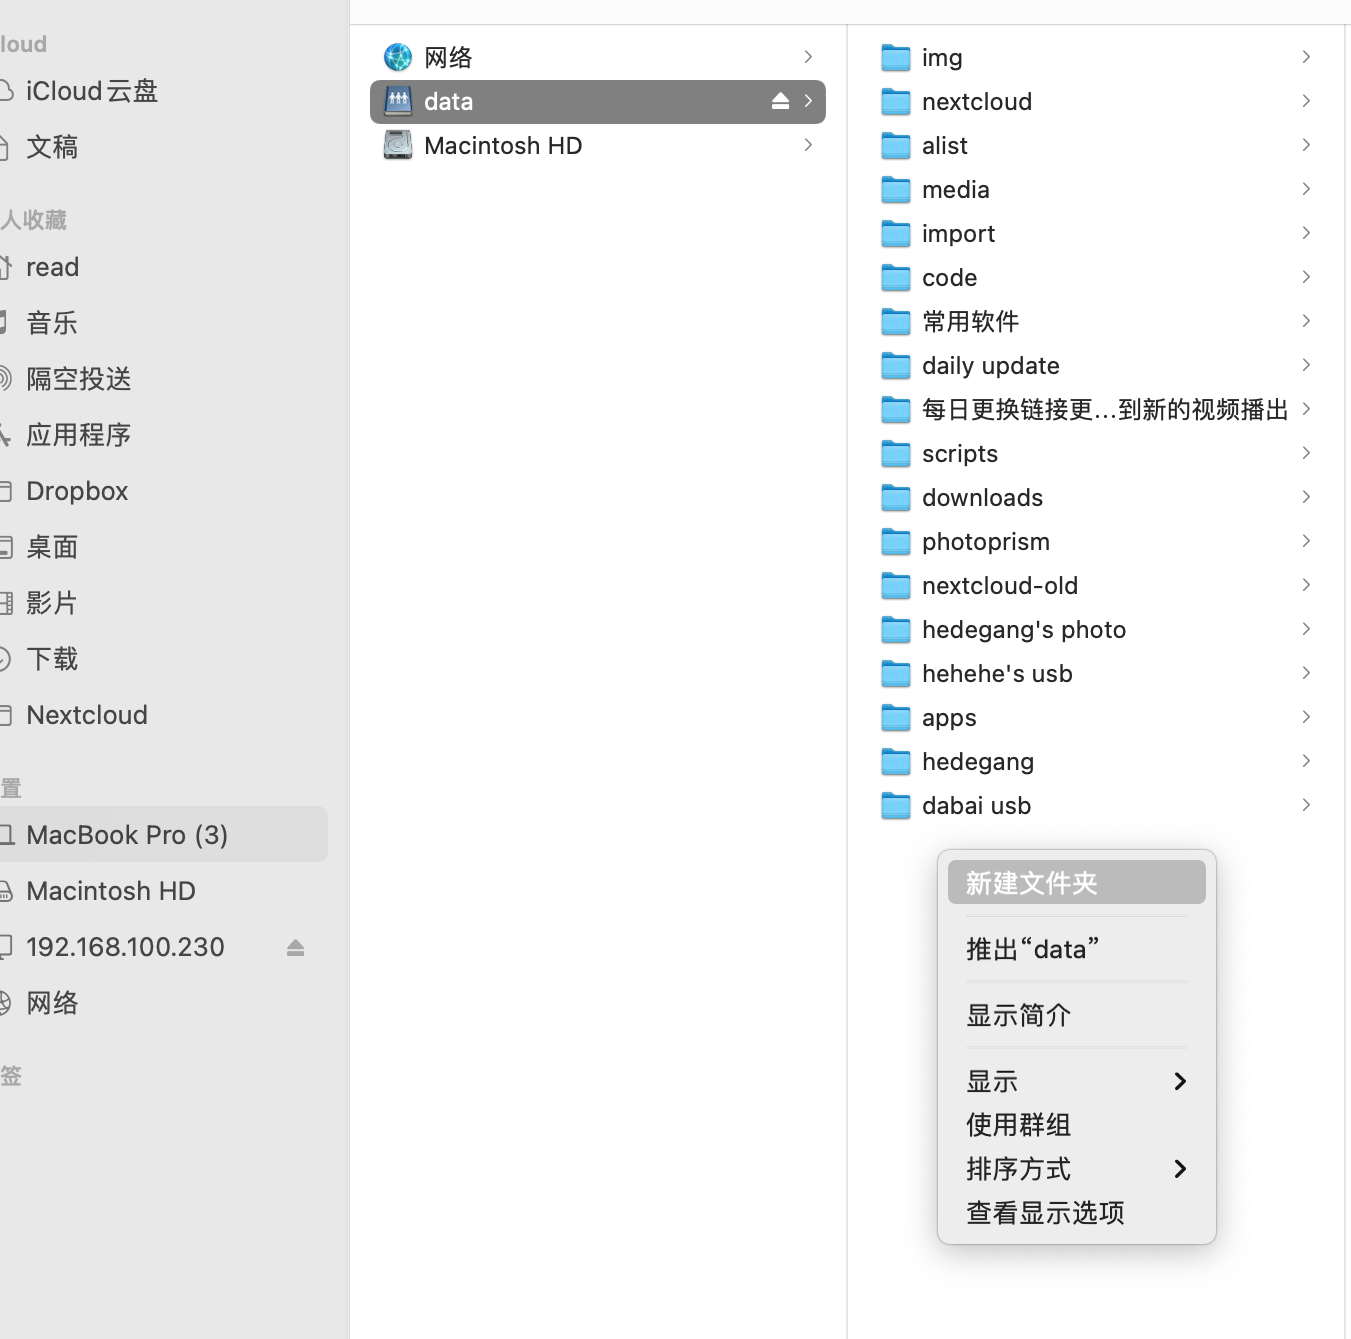 loud
iCloud云盘
文稿
人收藏
read
音乐
隔空投送
应用程序
Dropbox
桌面
影片
下载
Nextcloud
置
MacBook Pro (3)
Macintosh HD
192.168.100.230
网络
签
网络
data
Macintosh HD
img
nextcloud
alist
media
import
code
常用软件
daily update
每日更换链接更...到新的视频播出
scripts
downloads
photoprism
nextcloud-old
hedegang's photo
hehehe's usb
apps
hedegang
dabai usb
新建文件夹
推出“data”
显示简介
显示
使用群组
排序方式
查看显示选项